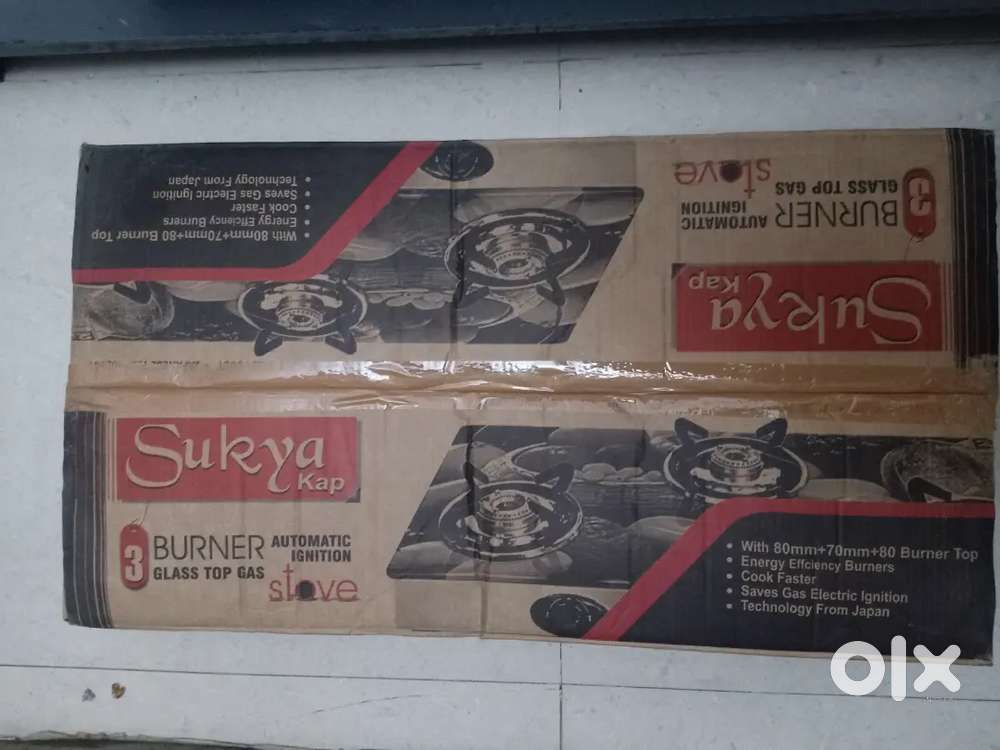 With 80mm+70mm+80 Burner Top
Energy Efficiency Burners
Cook Faster
Saves Gas Electric Ignition
Technology From Japan
3 BURNER
GLASS TOP GAS
AUTOMATIC
IGNITION
stove
Sukya
Kap
Sukya
Kap
3 BURNER
GLASS TOP GAS
AUTOMATIC
IGNITION
stove
With 80mm+70mm+80 Burner Top
Energy Effciency Burners
Cook Faster
Saves Gas Electric Ignition
Technology From Japan
olx